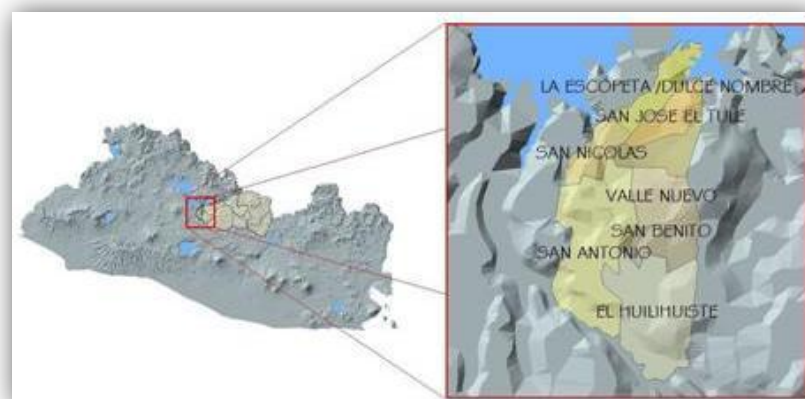 LA ESCOPETA /DULCE NOMBRE
SAN JOSE EL TULE
SAN NICOLAS
VALLE NUEVO
SAN BENITO
SAN ANTONIO
EL HUILIHUISTE